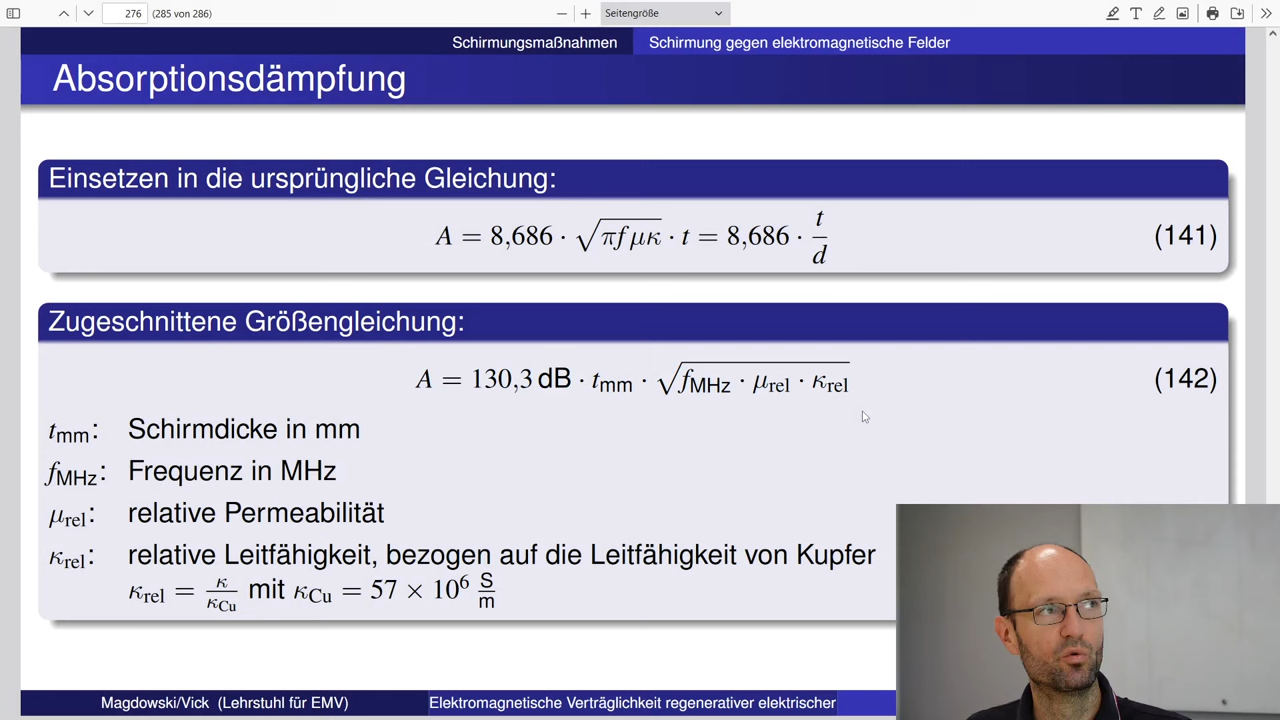 276 (285 von 286) Seitengröße
Schirmungsmaßnahmen Schirmung gegen elektromagnetische Felder
Absorptionsdämpfung
Einsetzen in die ursprüngliche Gleichung:
A = 8,686 · √(πfμκ) · t = 8,686 · t/d (141)
Zugeschnittene Größengleichung:
A = 130,3 dB · t_mm · √(f_MHz · μ_rel · κ_rel) (142)
t_mm: Schirmdicke in mm
f_MHz: Frequenz in MHz
μ_rel: relative Permeabilität
κ_rel: relative Leitfähigkeit, bezogen auf die Leitfähigkeit von Kupfer
κ_rel = κ/κ_Cu mit κ_Cu = 57 × 10⁶ S/m
Magdowski/Vick (Lehrstuhl für EMV) Elektromagnetische Verträglichkeit regenerativer elektrischer